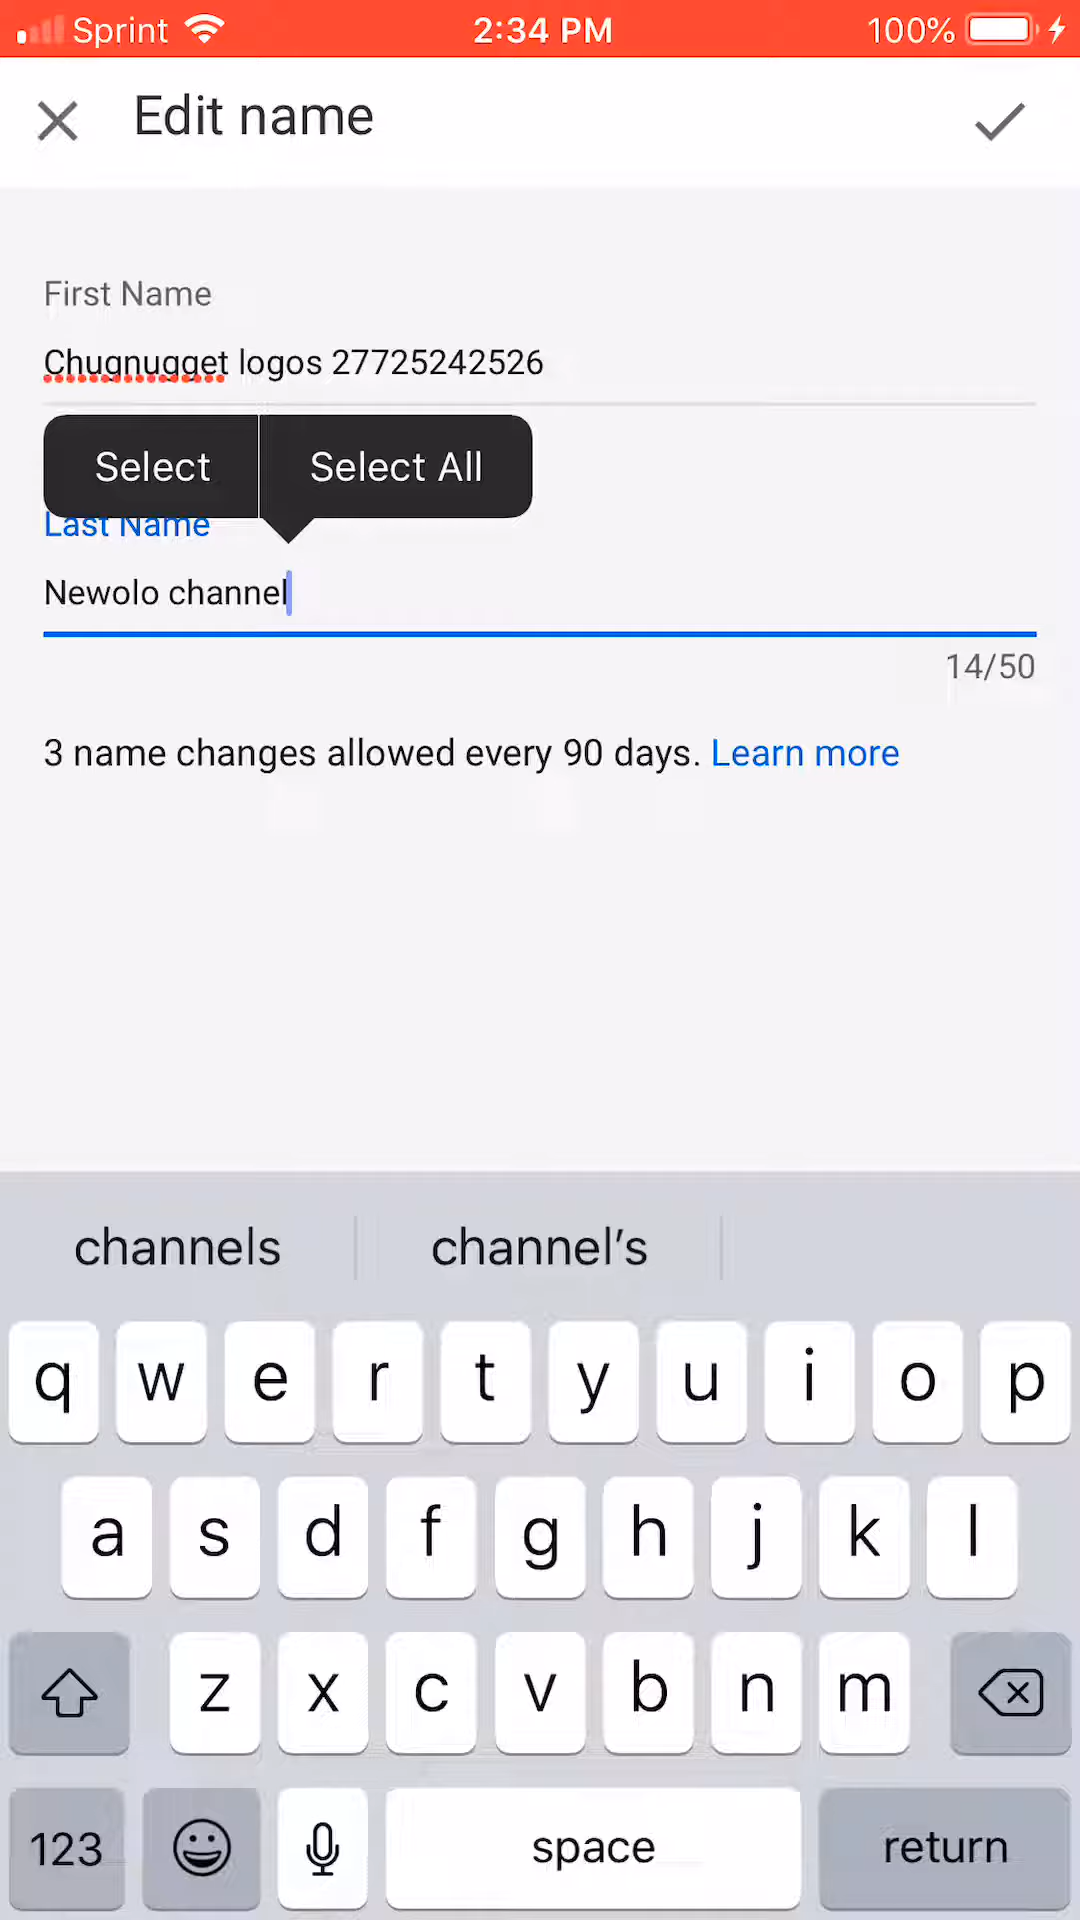 Sprint 2:34 PM 100%
Edit name
First Name
Chugnugget logos 27725242526
Select Select All
Last Name
Newolo channel
14/50
3 name changes allowed every 90 days. Learn more
channels channel's
q w e r t y u i o p
a s d f g h j k l
z x c v b n m
123 space return